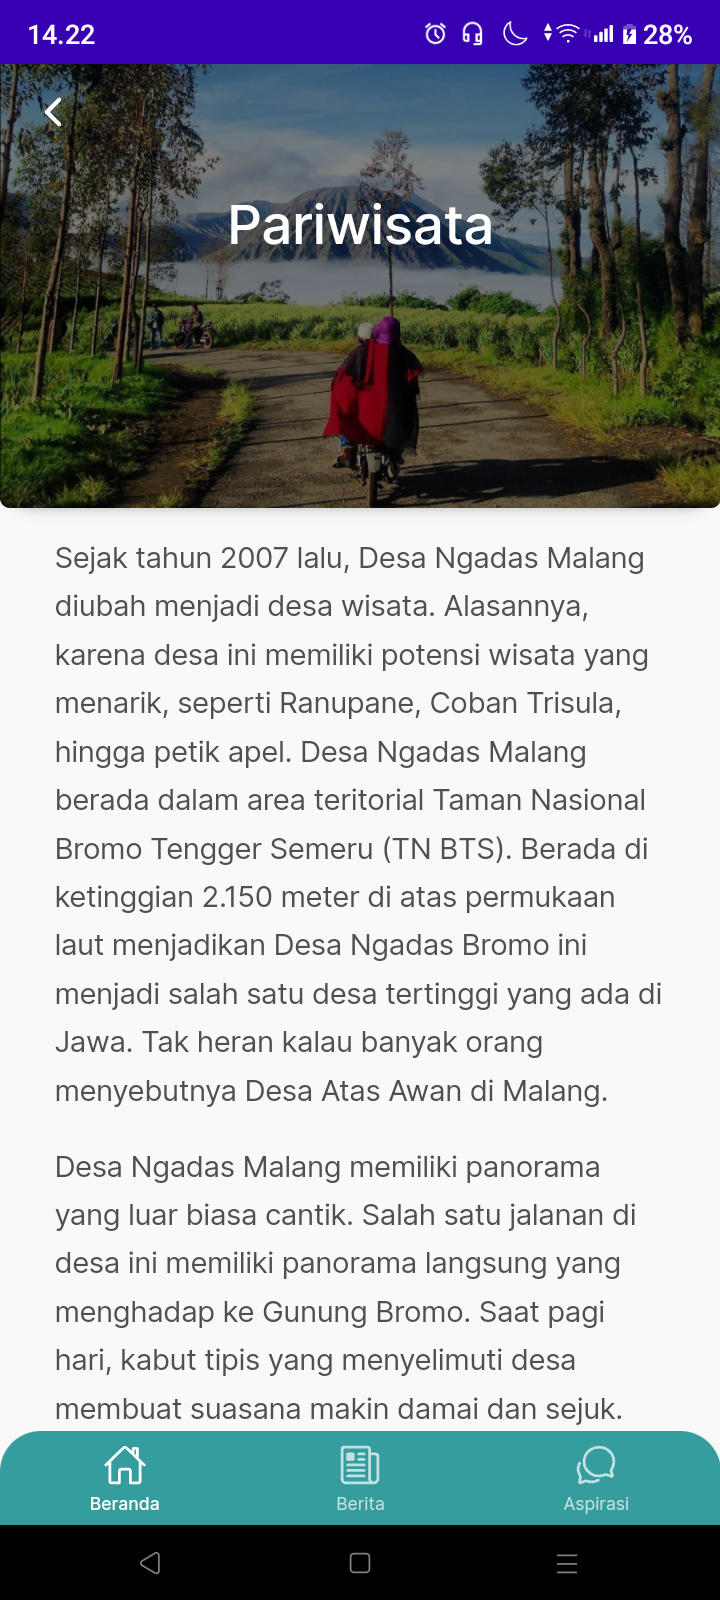 14.22
28%
Pariwisata
Sejak tahun 2007 lalu, Desa Ngadas Malang
diubah menjadi desa wisata. Alasannya,
karena desa ini memiliki potensi wisata yang
menarik, seperti Ranupane, Coban Trisula,
hingga petik apel. Desa Ngadas Malang
berada dalam area teritorial Taman Nasional
Bromo Tengger Semeru (TN BTS). Berada di
ketinggian 2.150 meter di atas permukaan
laut menjadikan Desa Ngadas Bromo ini
menjadi salah satu desa tertinggi yang ada di
Jawa. Tak heran kalau banyak orang
menyebutnya Desa Atas Awan di Malang.
Desa Ngadas Malang memiliki panorama
yang luar biasa cantik. Salah satu jalanan di
desa ini memiliki panorama langsung yang
menghadap ke Gunung Bromo. Saat pagi
hari, kabut tipis yang menyelimuti desa
membuat suasana makin damai dan sejuk.
Beranda
Berita
Aspirasi